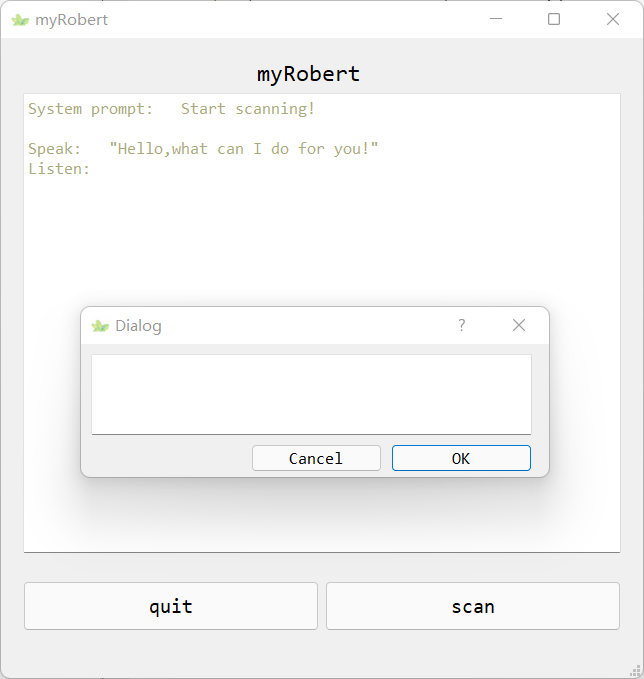 myRobert
myRobert
System prompt:   Start scanning!
Speak:   "Hello,what can I do for you!"
Listen:
Dialog ?
Cancel OK
quit scan